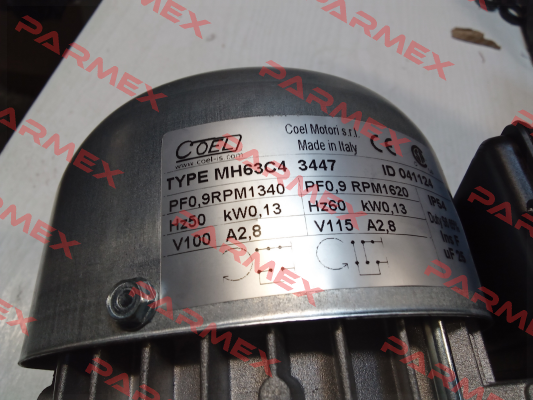 COEL
www.coel-is.com
Coel Motori s.r.l.
Made in Italy
CE
TYPE MH63C4 3447 ID 041124
PF0,9RPM1340 PF0,9 RPM1620 IP54
Hz50 kW0,13 Hz60 kW0,13
V100 A2,8 V115 A2,8
PARMEX
PARMEX
PARMEX
PARMEX
PARMEX
PARMEX
PARMEX
PARMEX